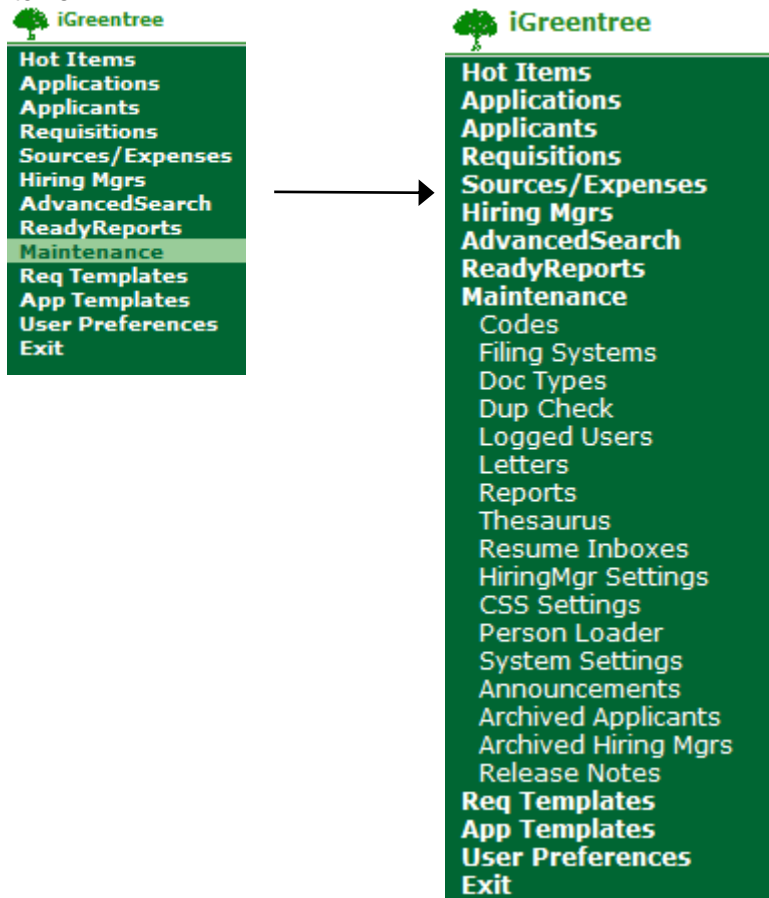 iGreentree
Hot Items
Applications
Applicants
Requisitions
Sources/Expenses
Hiring Mgrs
AdvancedSearch
ReadyReports
Maintenance
Req Templates
App Templates
User Preferences
Exit
iGreentree
Hot Items
Applications
Applicants
Requisitions
Sources/Expenses
Hiring Mgrs
AdvancedSearch
ReadyReports
Maintenance
Codes
Filing Systems
Doc Types
Dup Check
Logged Users
Letters
Reports
Thesaurus
Resume Inboxes
HiringMgr Settings
CSS Settings
Person Loader
System Settings
Announcements
Archived Applicants
Archived Hiring Mgrs
Release Notes
Req Templates
App Templates
User Preferences
Exit